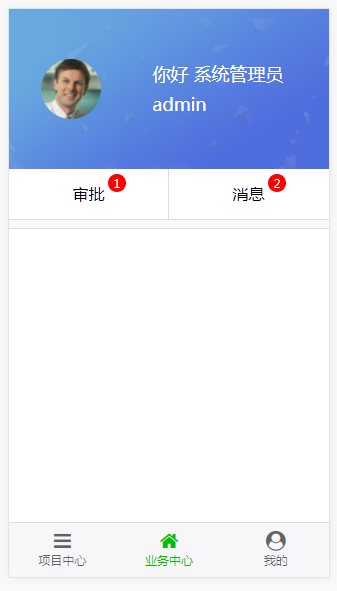 你好 系统管理员
admin
审批 1
消息 2
项目中心
业务中心
我的